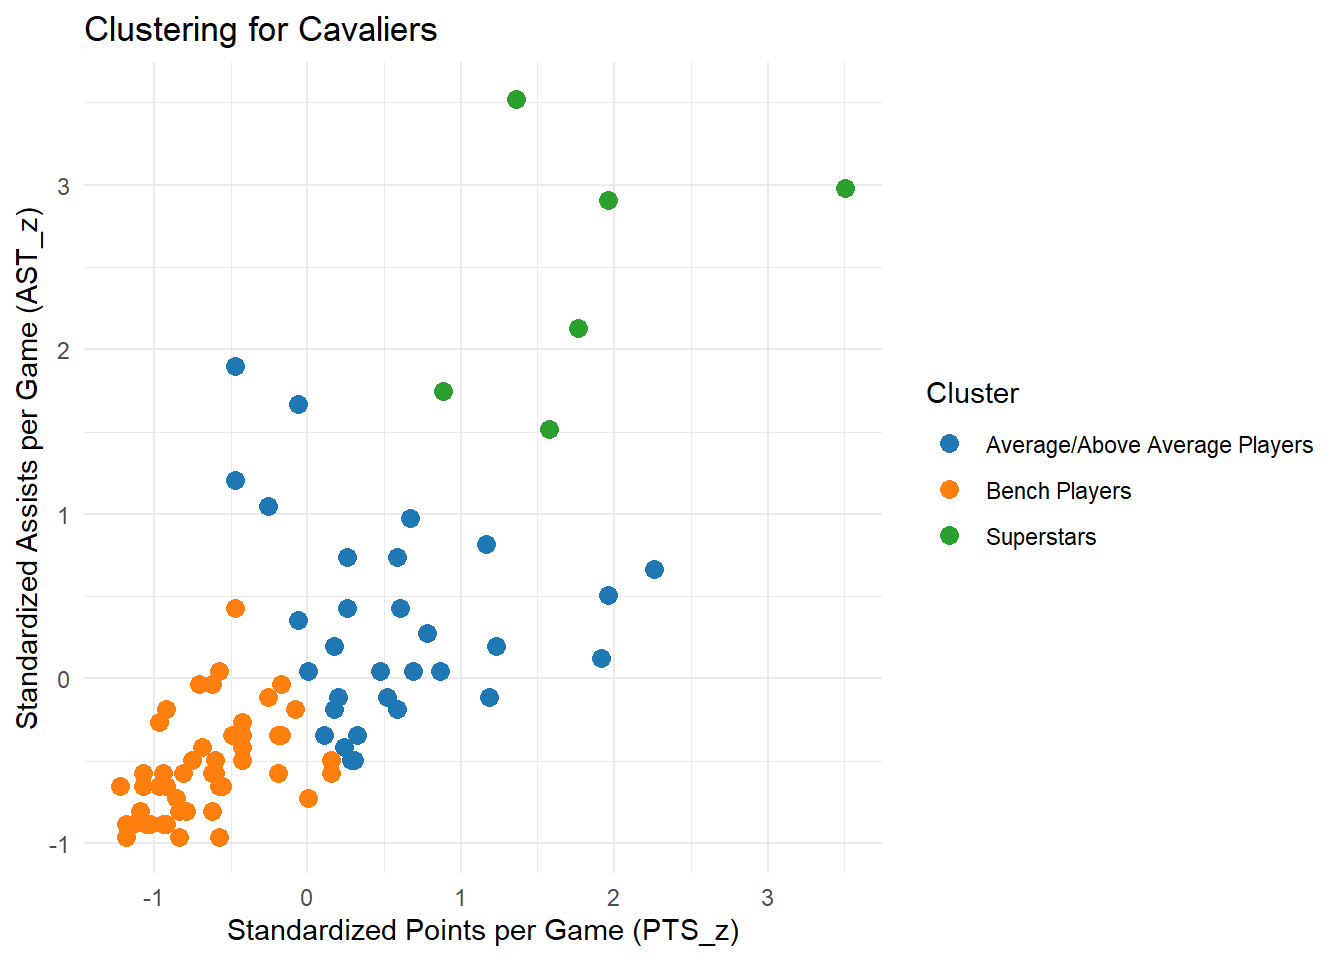 Clustering for Cavaliers
Standardized Assists per Game (AST_z)
3
2
1
0
-1
-1
0
1
2
3
Standardized Points per Game (PTS_z)
Cluster
Average/Above Average Players
Bench Players
Superstars